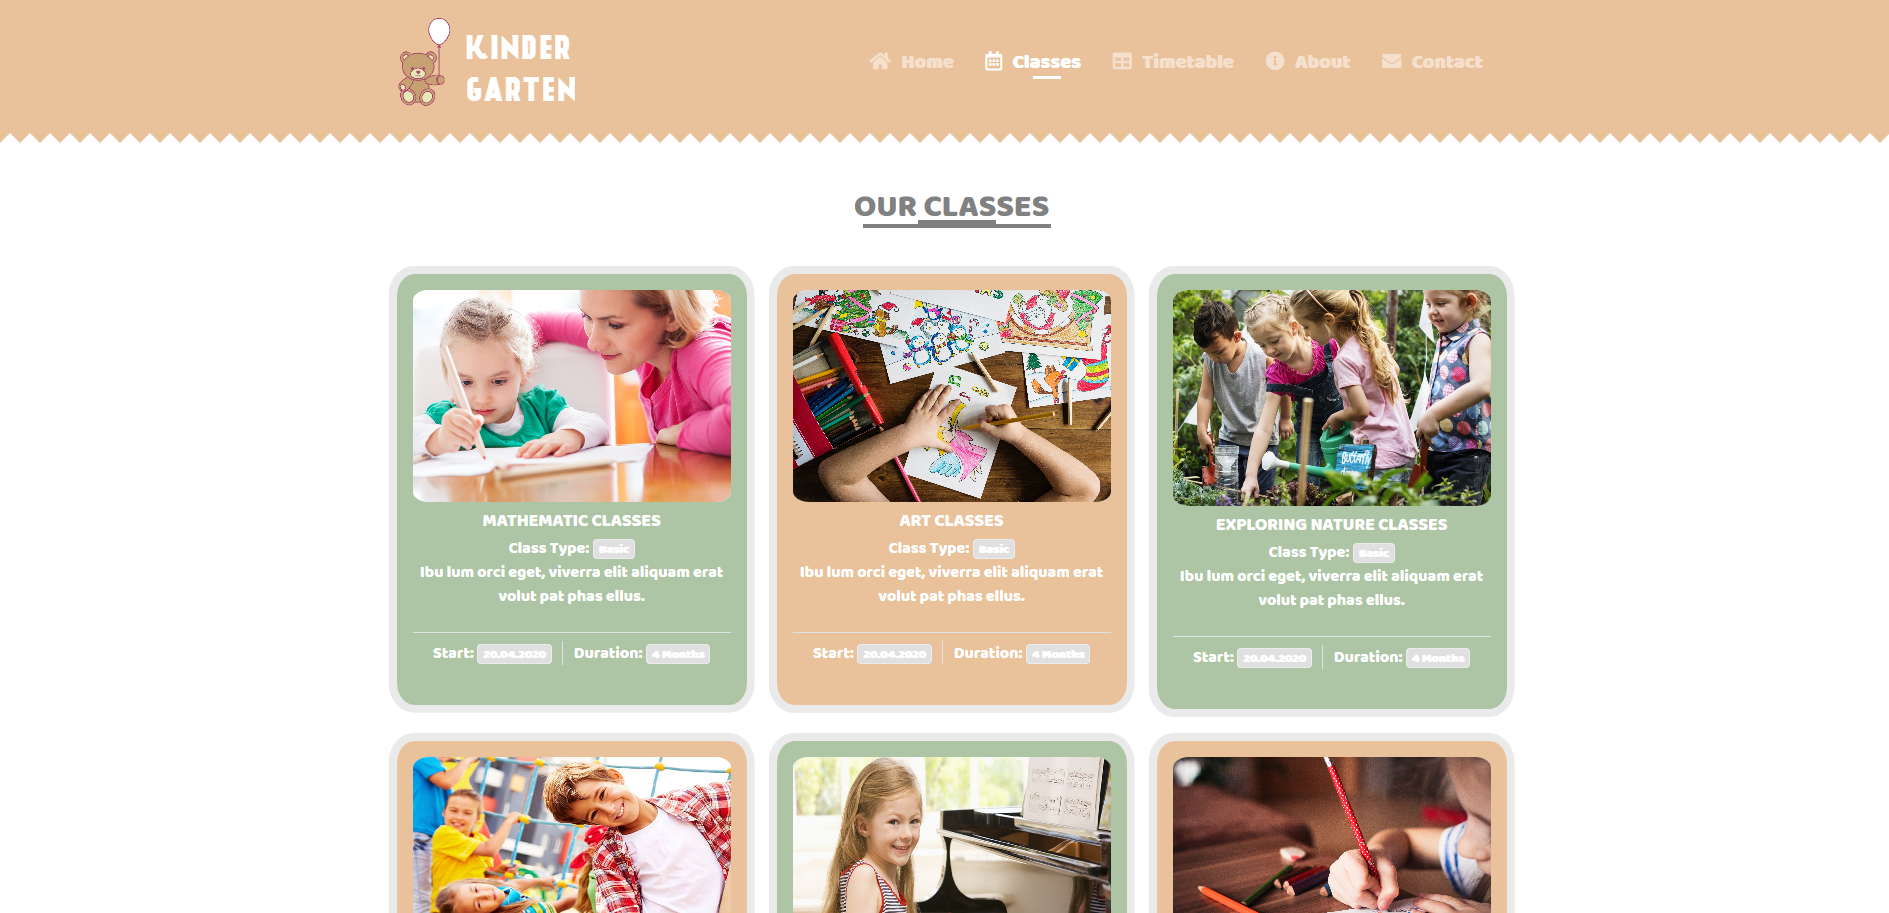 KINDER
GARTEN
Home Classes Timetable About Contact
OUR CLASSES
MATHEMATIC CLASSES
Class Type: Basic
Ibu lum orci eget, viverra elit aliquam erat
volut pat phas ellus.
Start: 20.04.2020 Duration: 4 Months
ART CLASSES
Class Type: Basic
Ibu lum orci eget, viverra elit aliquam erat
volut pat phas ellus.
Start: 20.04.2020 Duration: 4 Months
EXPLORING NATURE CLASSES
Class Type: Basic
Ibu lum orci eget, viverra elit aliquam erat
volut pat phas ellus.
Start: 20.04.2020 Duration: 4 Months